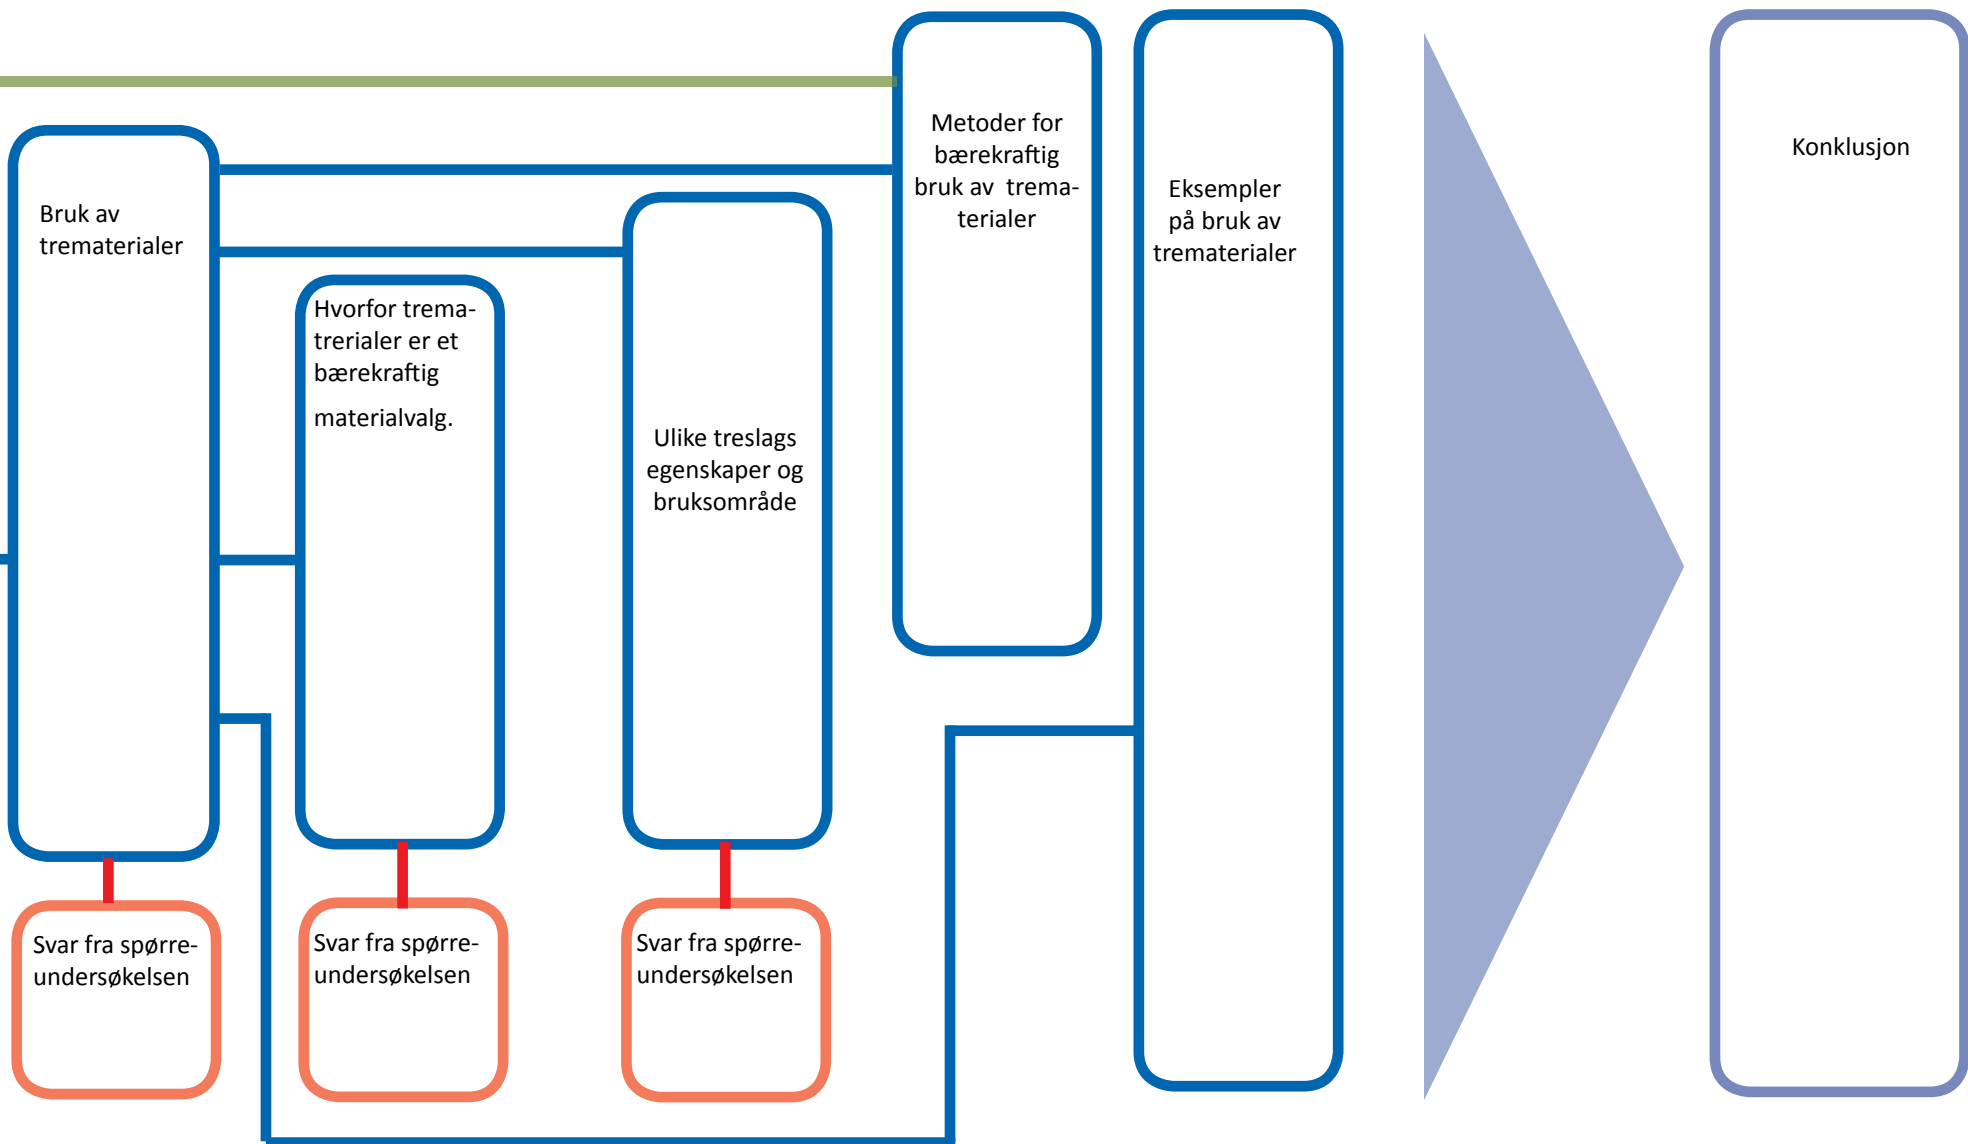 Bruk av
trematerialer
Hvorfor trema-
trerialer er et
bærekraftig
materialvalg.
Ulike treslags
egenskaper og
bruksområde
Metoder for
bærekraftig
bruk av  trema-
terialer
Eksempler
på bruk av
trematerialer
Konklusjon
Svar fra spørre-
undersøkelsen
Svar fra spørre-
undersøkelsen
Svar fra spørre-
undersøkelsen